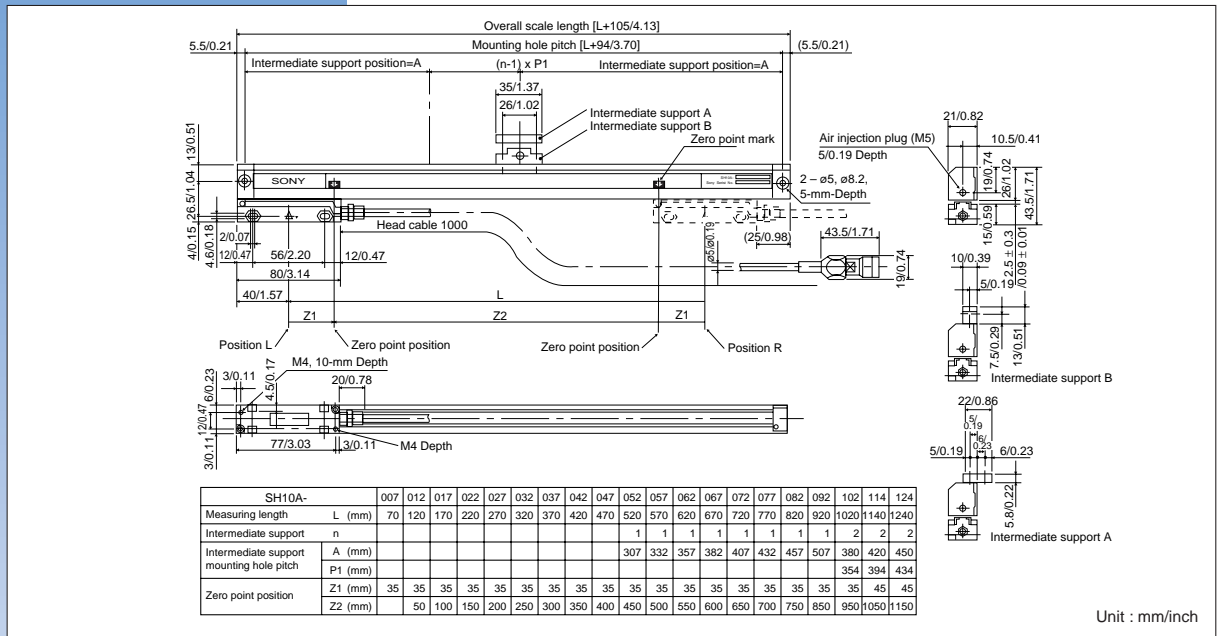 Overall scale length [L+105/4.13]
5.5/0.21
Mounting hole pitch [L+94/3.70]
(5.5/0.21)
Intermediate support position=A
(n-1) x P1
Intermediate support position=A
35/1.37
26/1.02
Intermediate support A
Intermediate support B
Zero point mark
13/0.51
26.5/1.04
SONY
2 – ø5, ø8.2,
5-mm-Depth
4/0.15
4.6/0.18
2/0.07
12/0.47
56/2.20
12/0.47
80/3.14
40/1.57
Head cable 1000
ø5/ø0.19
(25/0.98)
43.5/1.71
19/0.74
L
Z1
Z2
Z1
Position L
Zero point position
Zero point position
Position R
M4, 10-mm Depth
3/0.11
6/0.23
4.5/0.17
20/0.78
12/0.47
3/0.11
77/3.03
3/0.11
M4 Depth
21/0.82
Air injection plug (M5)
5/0.19 Depth
10.5/0.41
19/0.74
26/1.02
43.5/1.71
15/0.59
10/0.39
5/0.19
2.5 ± 0.3
/0.09 ± 0.01
7.5/0.29
13/0.51
Intermediate support B
22/0.86
5/
0.19
6/
0.23
5/0.19
6/0.23
5.8/0.22
Intermediate support A
SH10A- 007 012 017 022 027 032 037 042 047 052 057 062 067 072 077 082 092 102 114 124
Measuring length L (mm) 70 120 170 220 270 320 370 420 470 520 570 620 670 720 770 820 920 1020 1140 1240
Intermediate support n 1 1 1 1 1 1 1 1 2 2 2
Intermediate support mounting hole pitch A (mm) 307 332 357 382 407 432 457 507 380 420 450
P1 (mm) 354 394 434
Zero point position Z1 (mm) 35 35 35 35 35 35 35 35 35 35 35 35 35 35 35 35 35 35 45 45
Z2 (mm) 50 100 150 200 250 300 350 400 450 500 550 600 650 700 750 850 950 1050 1150
Unit : mm/inch